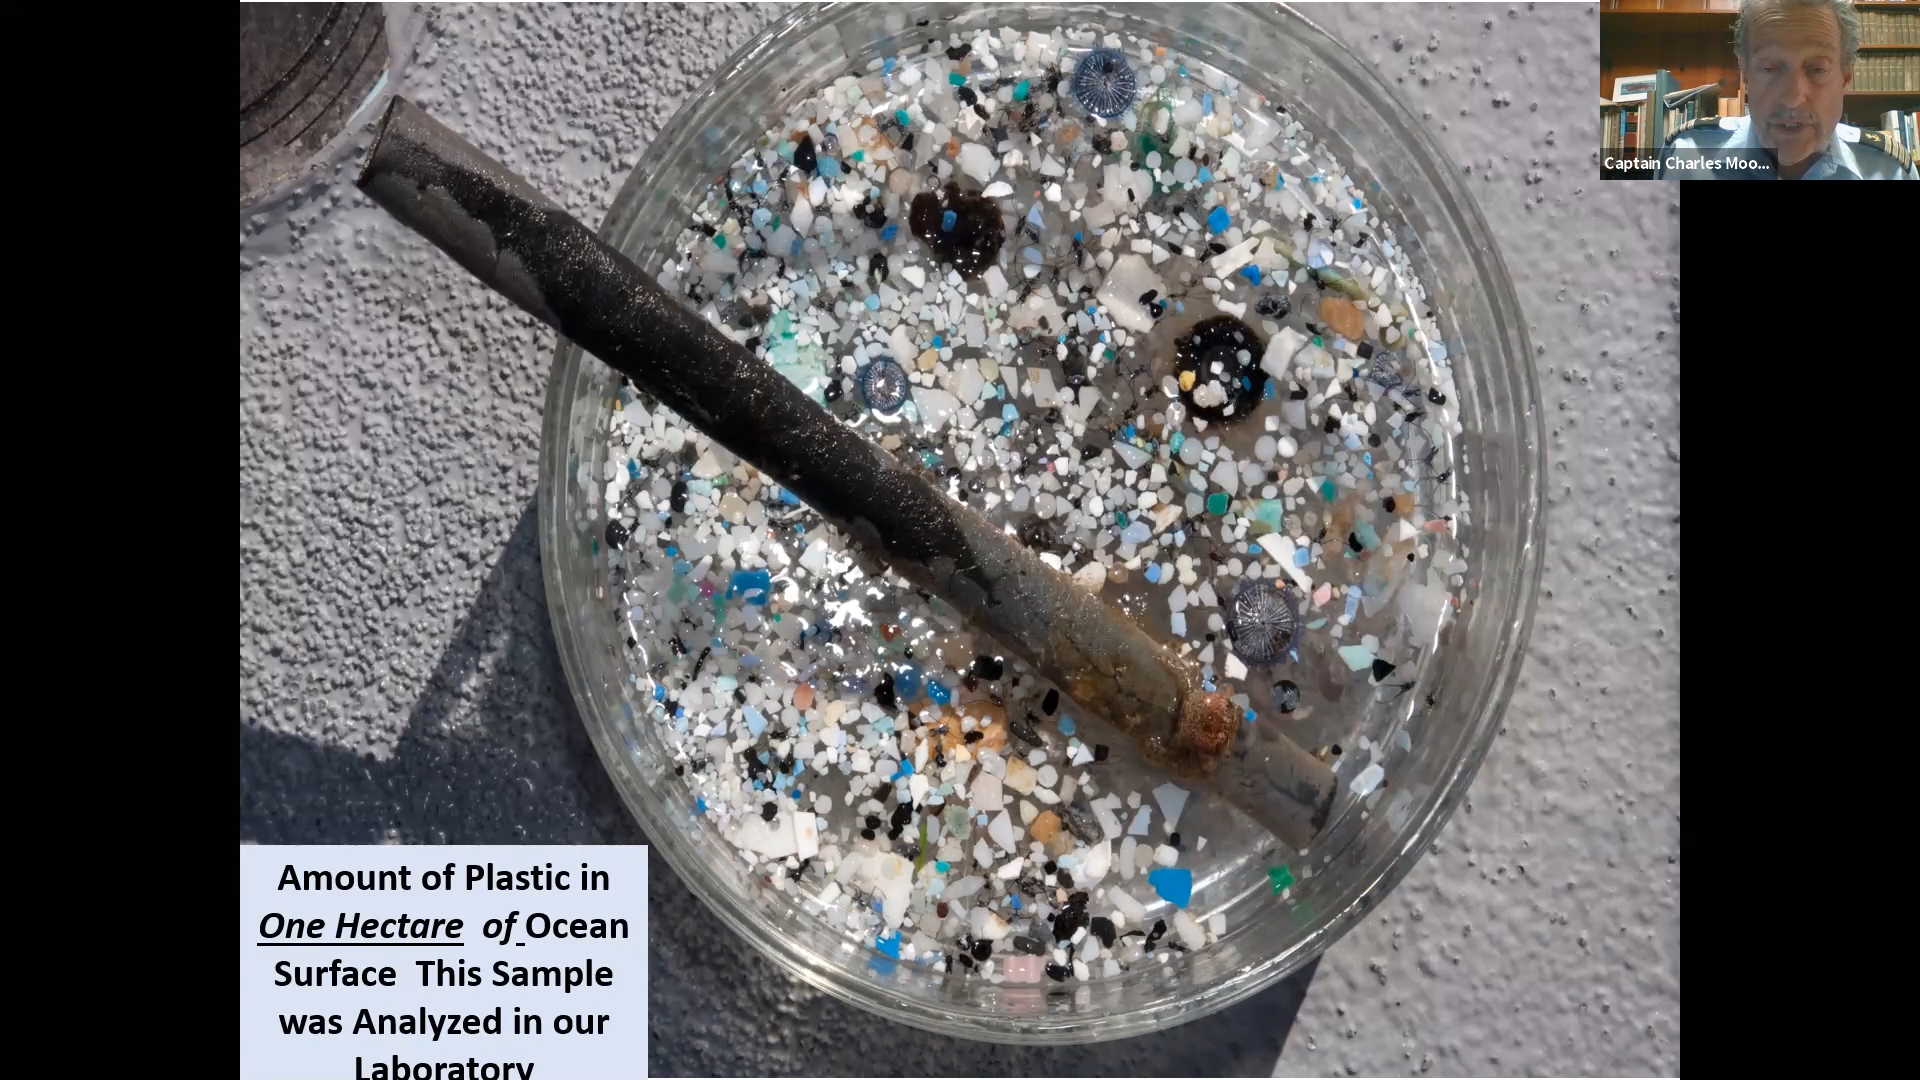 Captain Charles Moo...
Amount of Plastic in
One Hectare of Ocean
Surface This Sample
was Analyzed in our
Laboratory